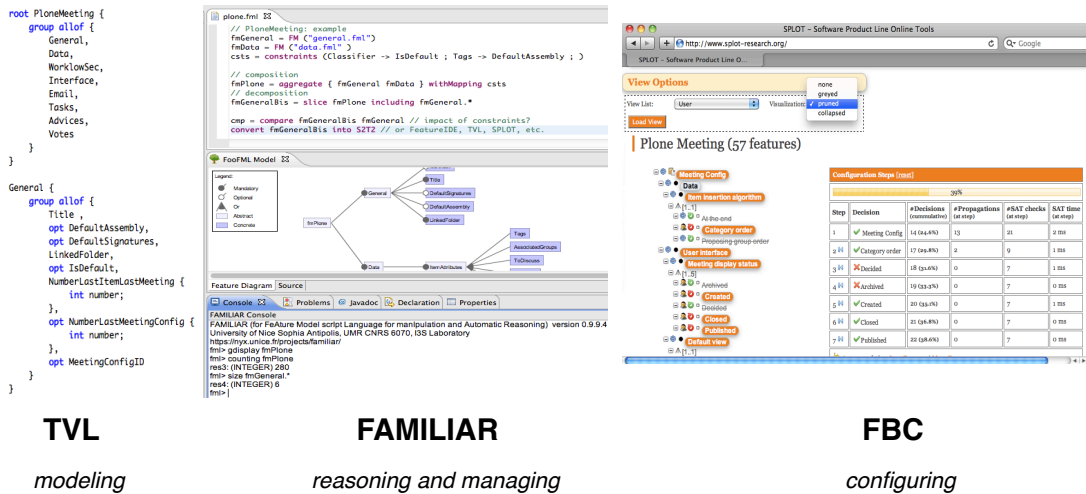 root PloneMeeting {
group allof {
General,
Data,
WorklowSec,
Interface,
Email,
Tasks,
Advices,
Votes
}
}
General {
group allof {
Title ,
opt DefaultAssembly,
opt DefaultSignatures,
LinkedFolder,
opt IsDefault,
NumberLastItemLastMeeting {
int number;
},
opt NumberLastMeetingConfig {
int number;
},
opt MeetingConfigID
}
}
TVL
modeling
plone.fml
// PloneMeeting: example
fmGeneral = FM ("general.fml")
fmData = FM ("data.fml" )
csts = constraints (Classifier -> IsDefault ; Tags -> DefaultAssembly ; )
// composition
fmPlone = aggregate { fmGeneral fmData } withMapping csts
// decomposition
fmGeneralBis = slice fmPlone including fmGeneral.*
cmp = compare fmGeneralBis fmGeneral // impact of constraints?
convert fmGeneralBis into S2T2 // or FeatureIDE, TVL, SPLOT, etc.
FooFML Model
Legend:
Mandatory
Optional
Or
Abstract
Concrete
fmPlone
General
Title
DefaultSignatures
DefaultAssembly
LinkedFolder
Data
ItemAttributes
Tags
AssociatedGroups
ToDiscuss
Feature Diagram Source
Console Problems @ Javadoc Declaration Properties
FAMILIAR Console
FAMILIAR (for FeAture Model scrIpt Language for manIpulation and Automatic Reasoning) version 0.9.9.4
University of Nice Sophia Antipolis, UMR CNRS 6070, I3S Laboratory
https://nyx.unice.fr/projects/familiar/
fml> gdisplay fmPlone
fml> counting fmPlone
res3: (INTEGER) 280
fml> size fmGeneral.*
res4: (INTEGER) 6
fml>
FAMILIAR
reasoning and managing
SPLOT - Software Product Line Online Tools
http://www.splot-research.org/
Google
SPLOT - Software Product Line O...
View Options
View List: User Visualization:
none
greyed
✓ pruned
collapsed
Load View
Plone Meeting (57 features)
Meeting Config
Data
Item insertion algorithm
[1..1]
At the end
Category order
Proposing group order
User interface
Meeting display status
[1..5]
Archived
Created
Decided
Closed
Published
Default view
[1..1]
Configuration Steps [reset]
39%
Step Decision #Decisions (cummulative) #Propagations (at step) #SAT checks (at step) SAT time (at step)
1 ✓ Meeting Config 14 (24.6%) 13 21 2 ms
2 ✓ Category order 17 (29.8%) 2 9 1 ms
3 ✗ Decided 18 (31.6%) 0 7 1 ms
4 ✗ Archived 19 (33.3%) 0 7 0 ms
5 ✓ Created 20 (35.1%) 0 7 1 ms
6 ✓ Closed 21 (36.8%) 0 7 0 ms
7 ✓ Published 22 (38.6%) 0 7 0 ms
FBC
configuring